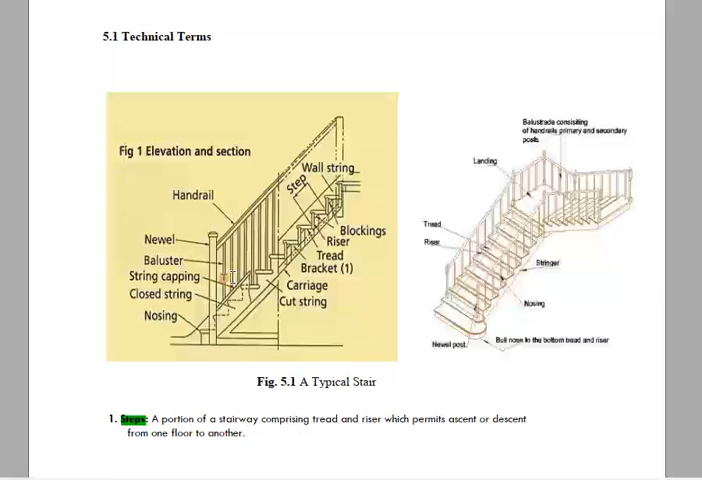 5.1 Technical Terms
Fig 1 Elevation and section
Wall string
Step
Handrail
Blockings
Newel
Riser
Baluster
Tread
String capping
Bracket (1)
Carriage
Closed string
Cut string
Nosing
Balustrade consisiting
of handrails primary and secondary
posts
Landing
Tread
Riser
Stringer
Nosing
Newel post
Bull nose to the bottom tread and riser
Fig. 5.1 A Typical Stair
1. Steps: A portion of a stairway comprising tread and riser which permits ascent or descent
from one floor to another.